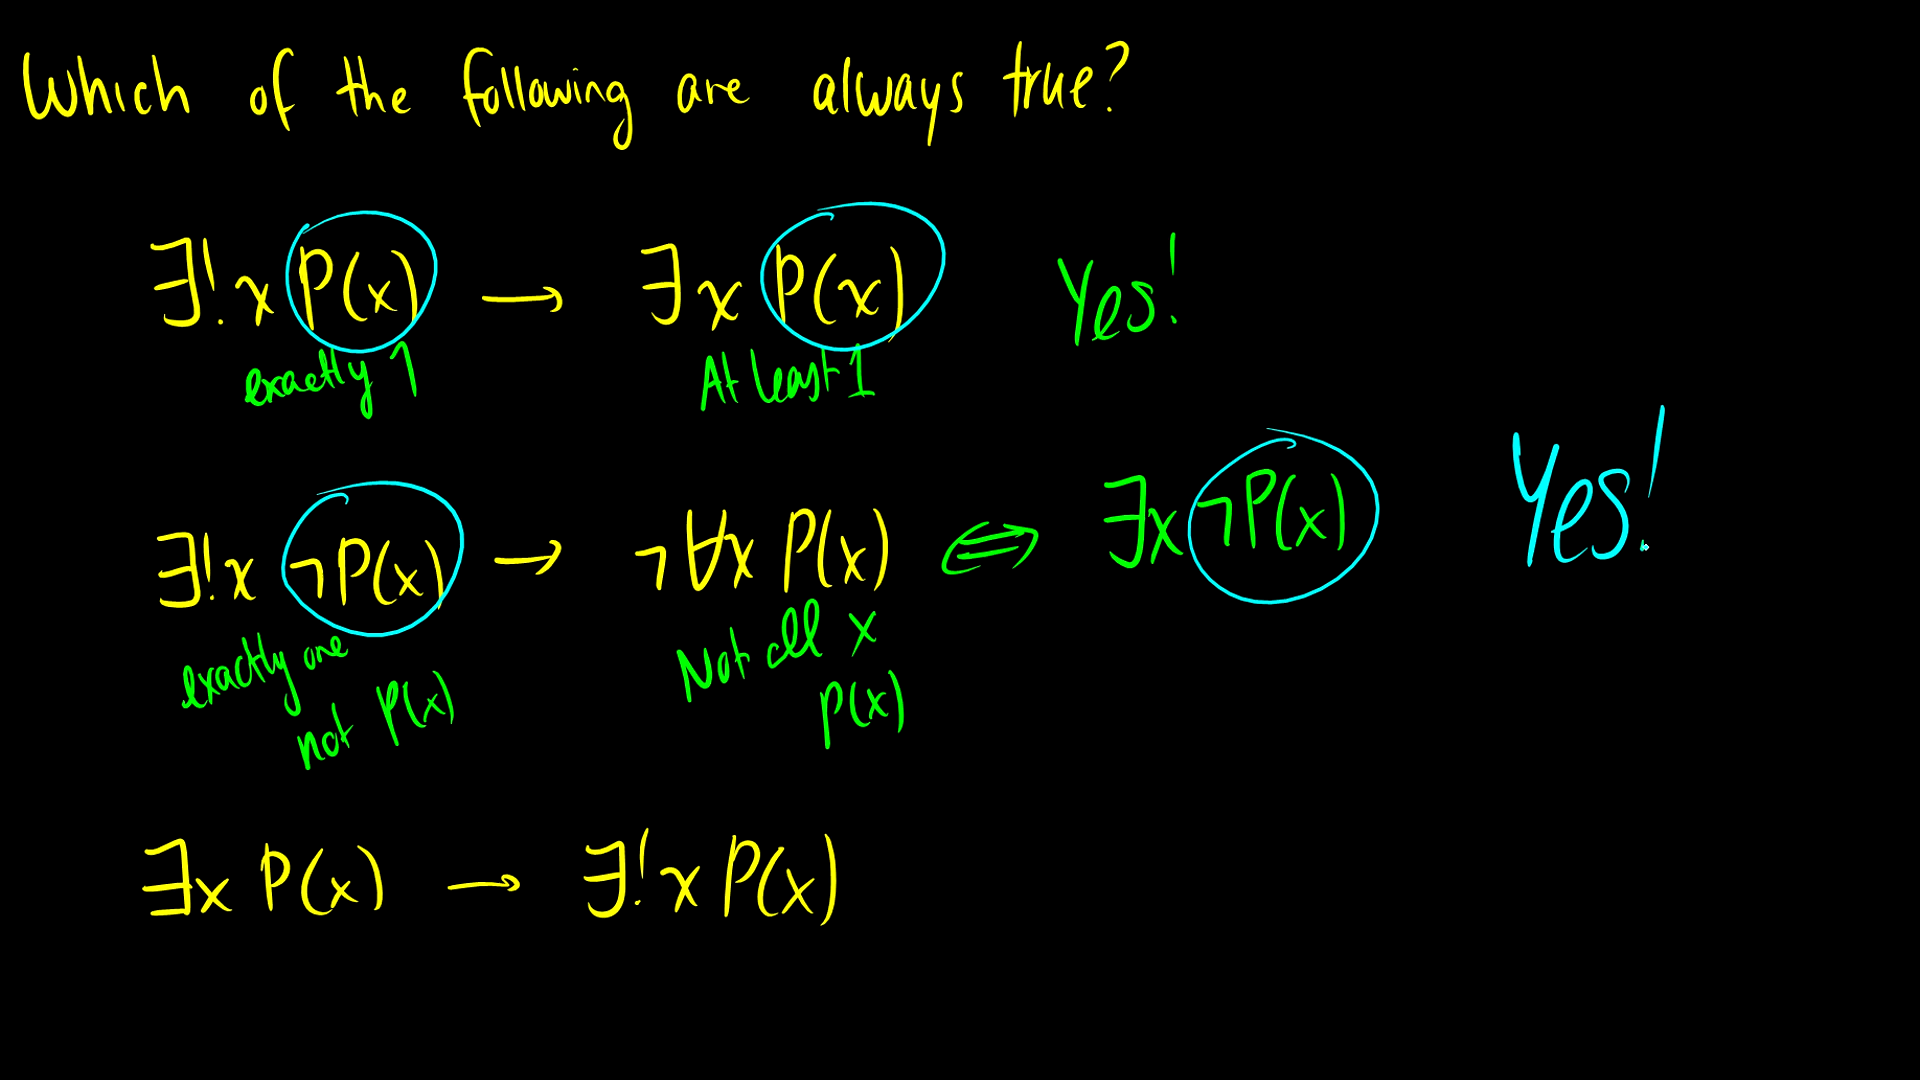 Which of the following are always true?
∃!x P(x) → ∃x P(x) Yes!
exactly 1 At least 1
∃!x ¬P(x) → ¬∀x P(x) ⇔ ∃x ¬P(x) Yes!
exactly one Not all x
not P(x) P(x)
∃x P(x) → ∃!x P(x)